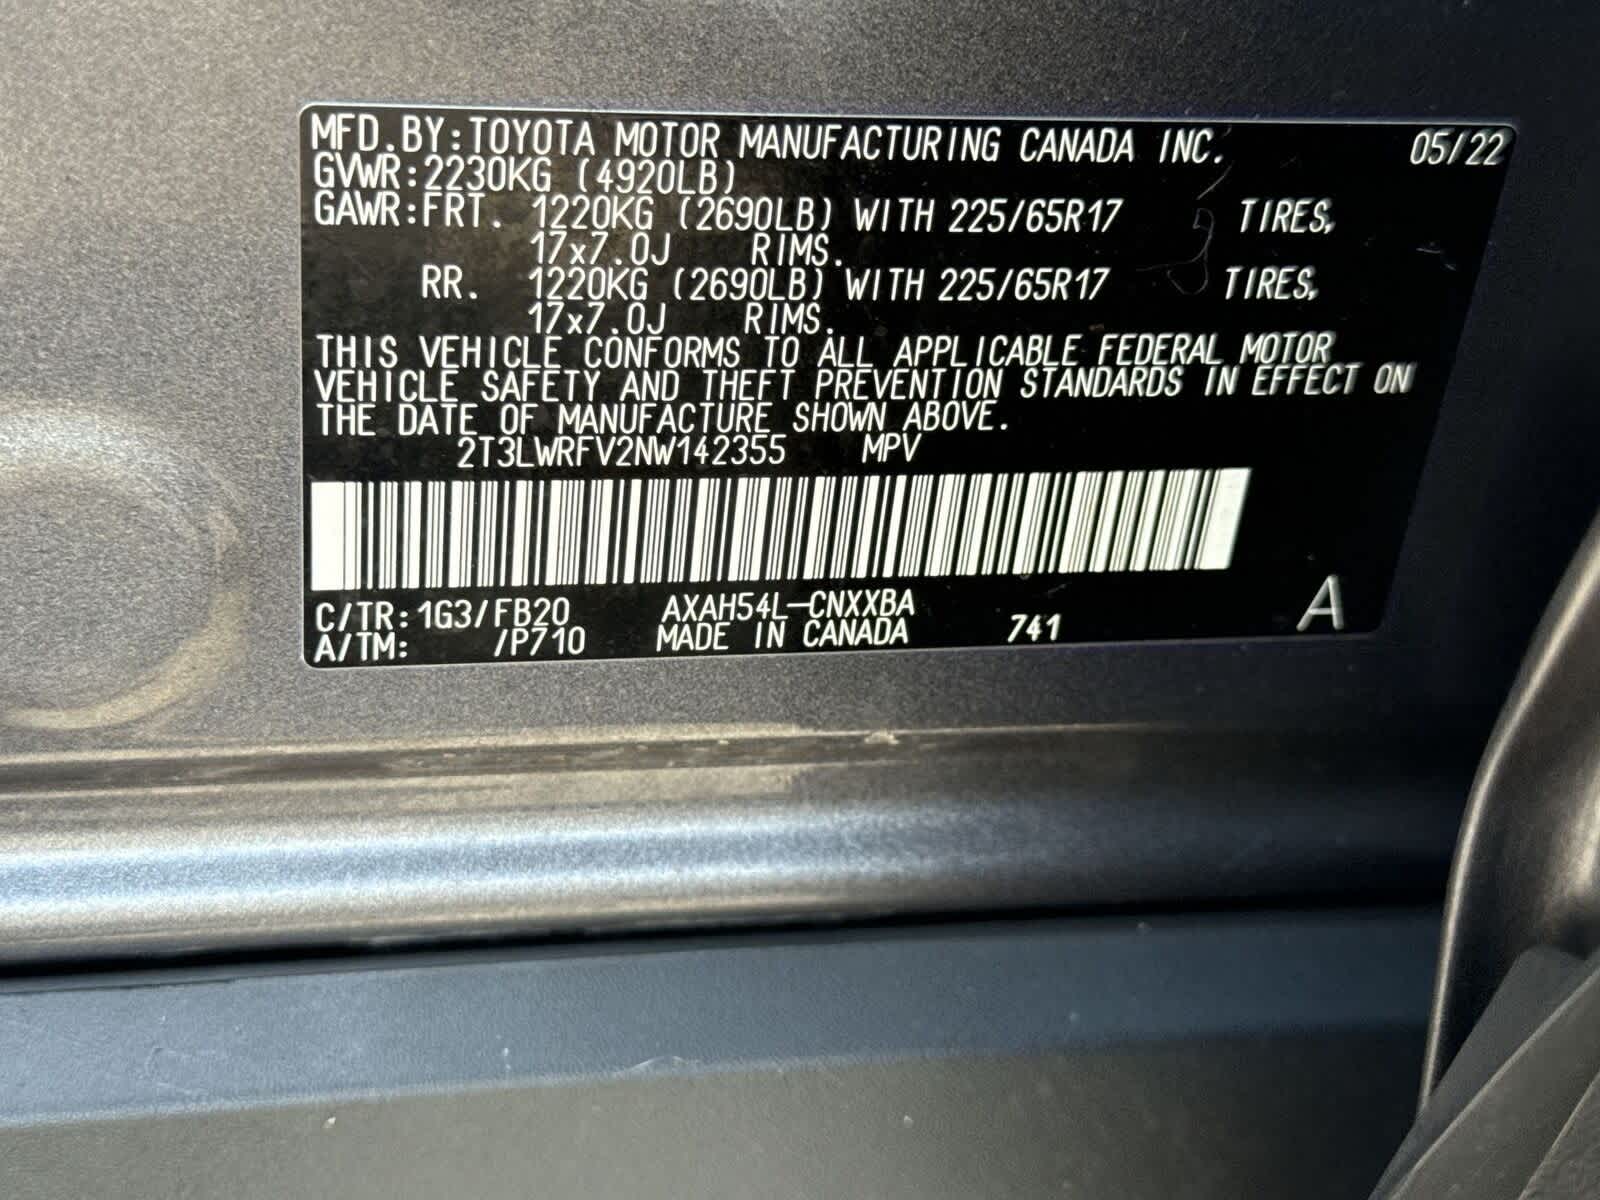 MFD.BY:TOYOTA MOTOR MANUFACTURING CANADA INC. 05/22
GVWR:2230KG (4920LB)
GAWR:FRT. 1220KG (2690LB) WITH 225/65R17 TIRES,
17x7.0J RIMS.
RR. 1220KG (2690LB) WITH 225/65R17 TIRES,
17x7.0J RIMS.
THIS VEHICLE CONFORMS TO ALL APPLICABLE FEDERAL MOTOR
VEHICLE SAFETY AND THEFT PREVENTION STANDARDS IN EFFECT ON
THE DATE OF MANUFACTURE SHOWN ABOVE.
2T3LWRFV2NW142355 MPV
C/TR:1G3/FB20 AXAH54L-CNXXBA
A/TM: /P710 MADE IN CANADA 741 A